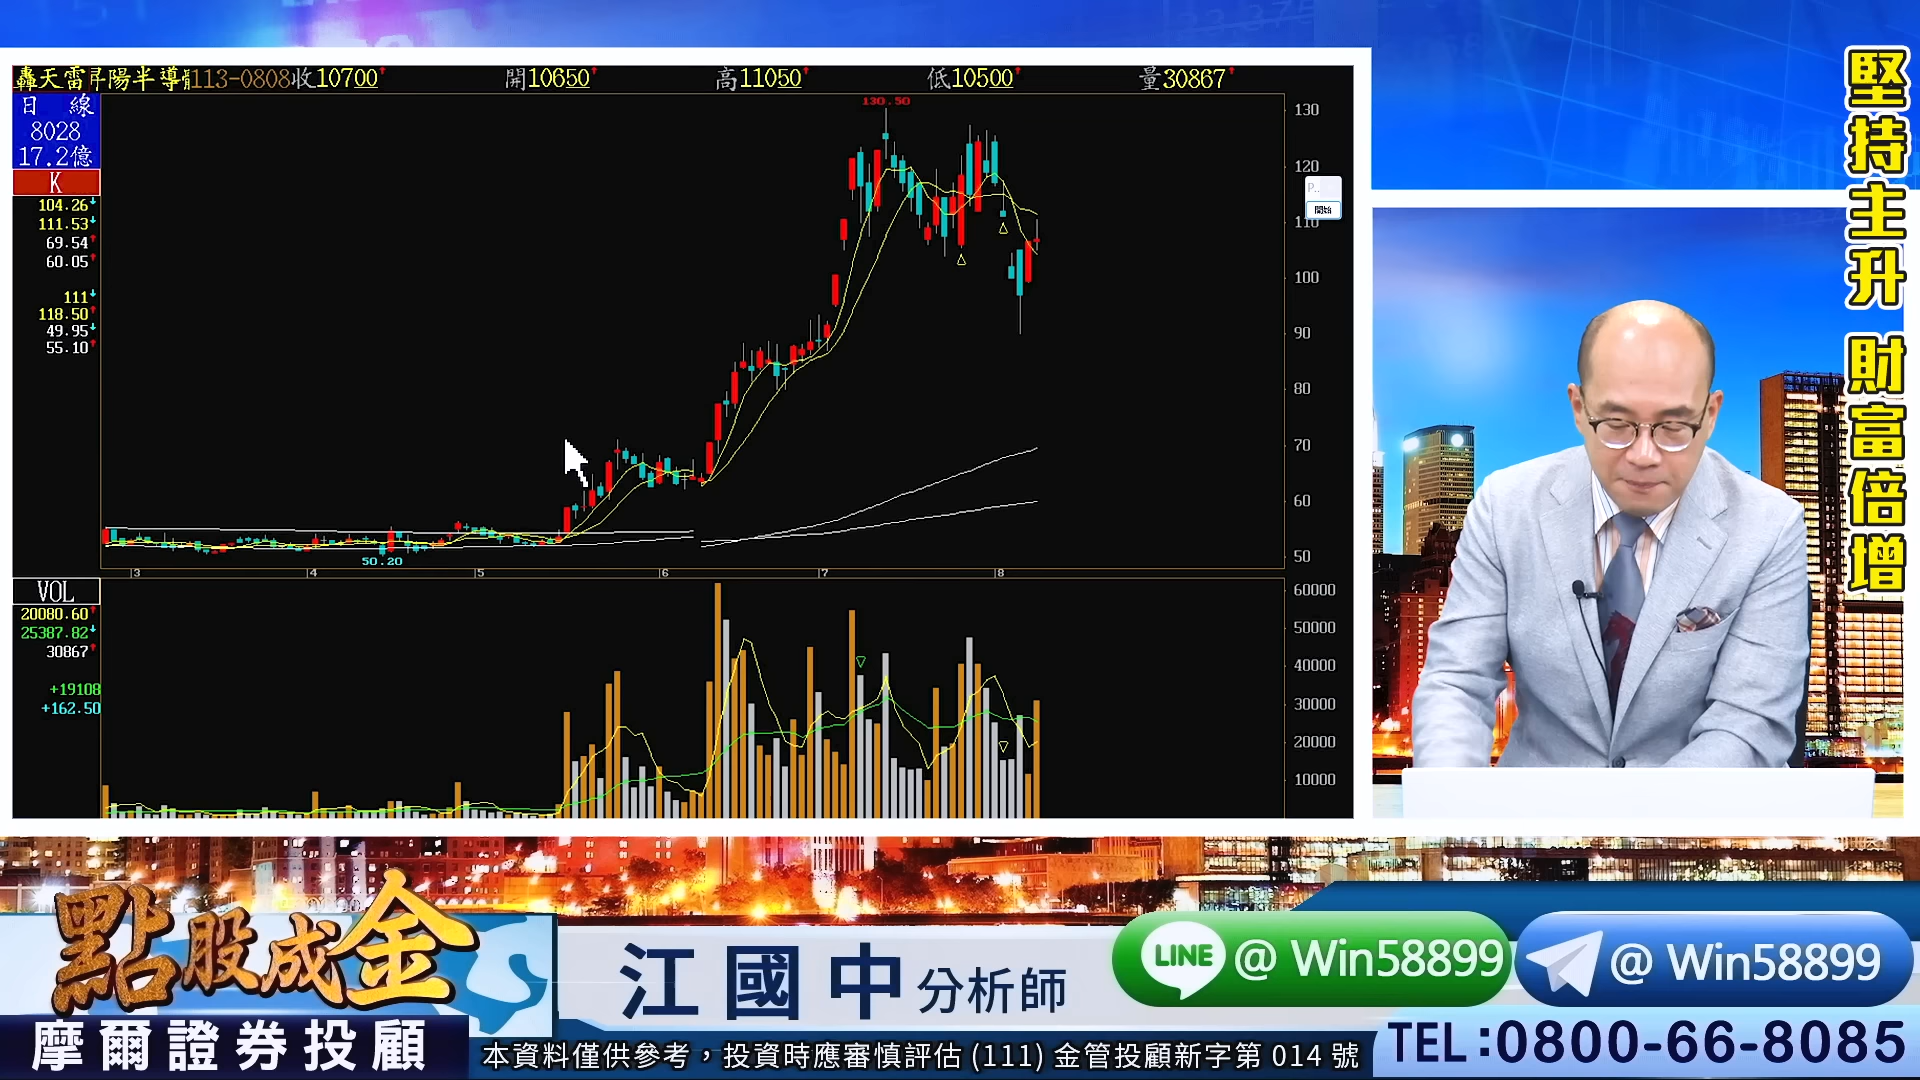 轟天雷昇陽半導體113-0808收10700 開10650 高11050 低10500 量30867
日 線
8028
17.2億
K
104.26
111.53
69.54
60.05
111
118.50
49.95
55.10
130.50
50.20
130
120
110
100
90
80
70
60
50
P..
開始
3 4 5 6 7 8
VOL
20080.60
25387.82
30867
+19108
+162.50
60000
50000
40000
30000
20000
10000
堅持主升 財富倍增
點股成金
摩爾證券投顧
江國中 分析師
LINE @ Win58899
@ Win58899
TEL:0800-66-8085
本資料僅供參考，投資時應審慎評估 (111) 金管投顧新字第 014 號